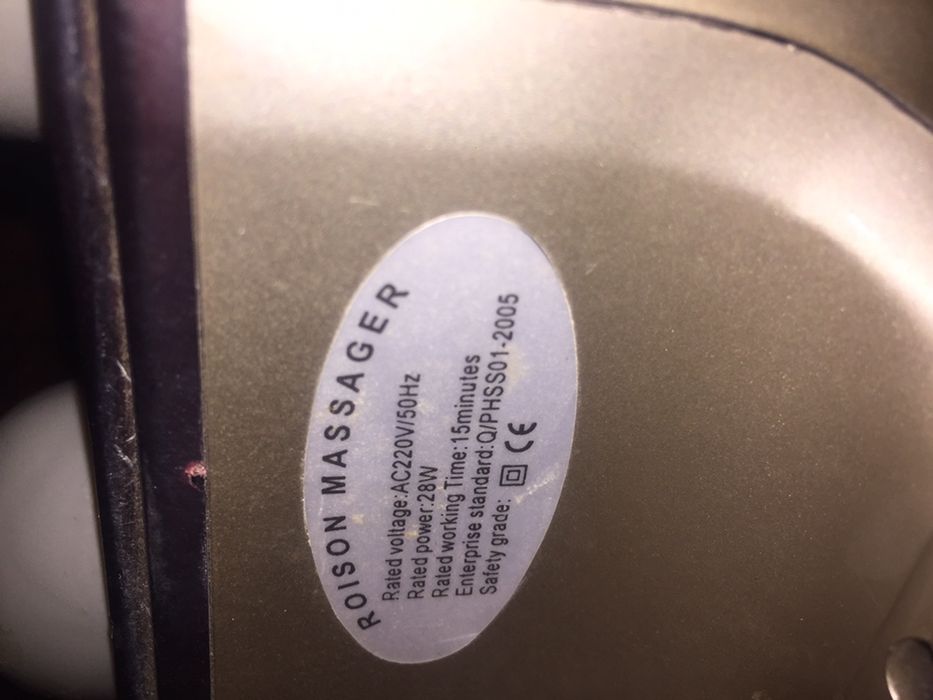 ROISON MASSAGER
Rated voltage:AC220V/50Hz
Rated power:28W
Rated working Time:15minutes
Enterprise standard:Q/PHSS01-2005
Safety grade: CE